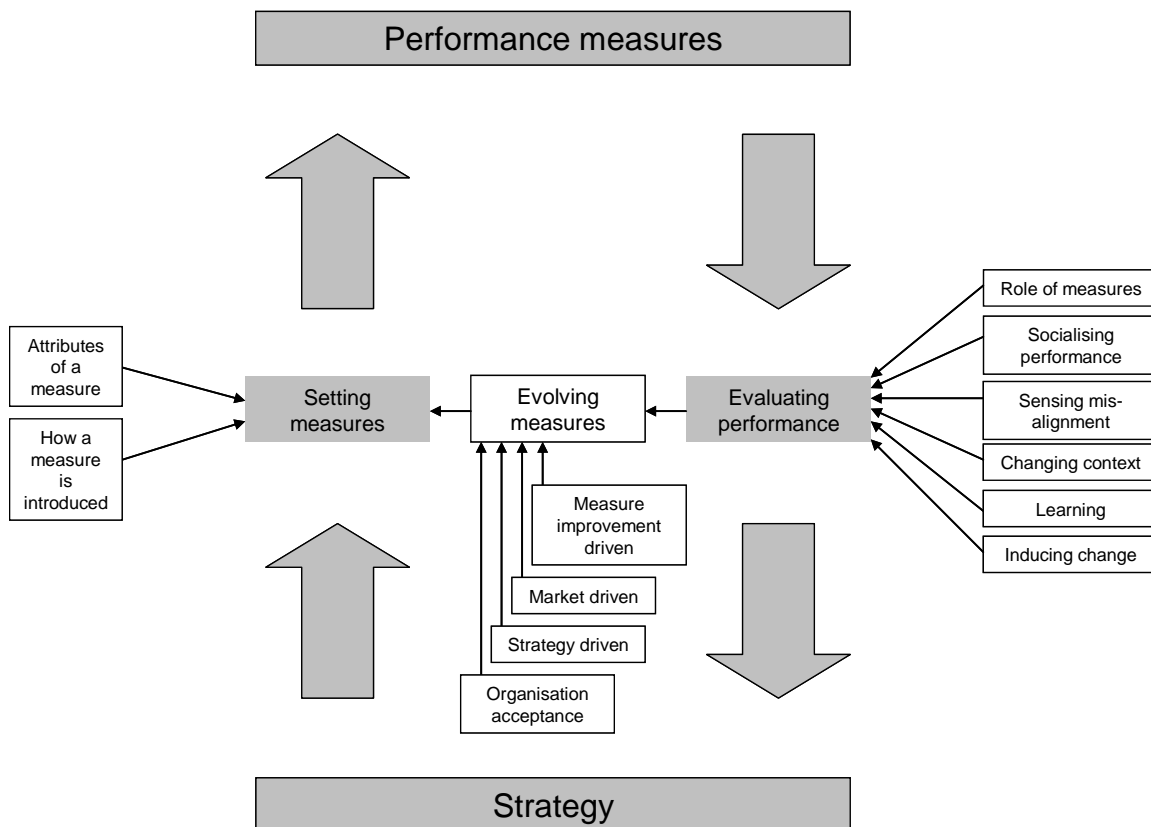 Performance measures
Role of measures
Socialising
performance
Attributes
of a
measure
Setting
measures
Evolving
measures
Evaluating
performance
Sensing mis-
alignment
How a
measure
is
introduced
Changing context
Learning
Inducing change
Measure
improvement
driven
Market driven
Strategy driven
Organisation
acceptance
Strategy